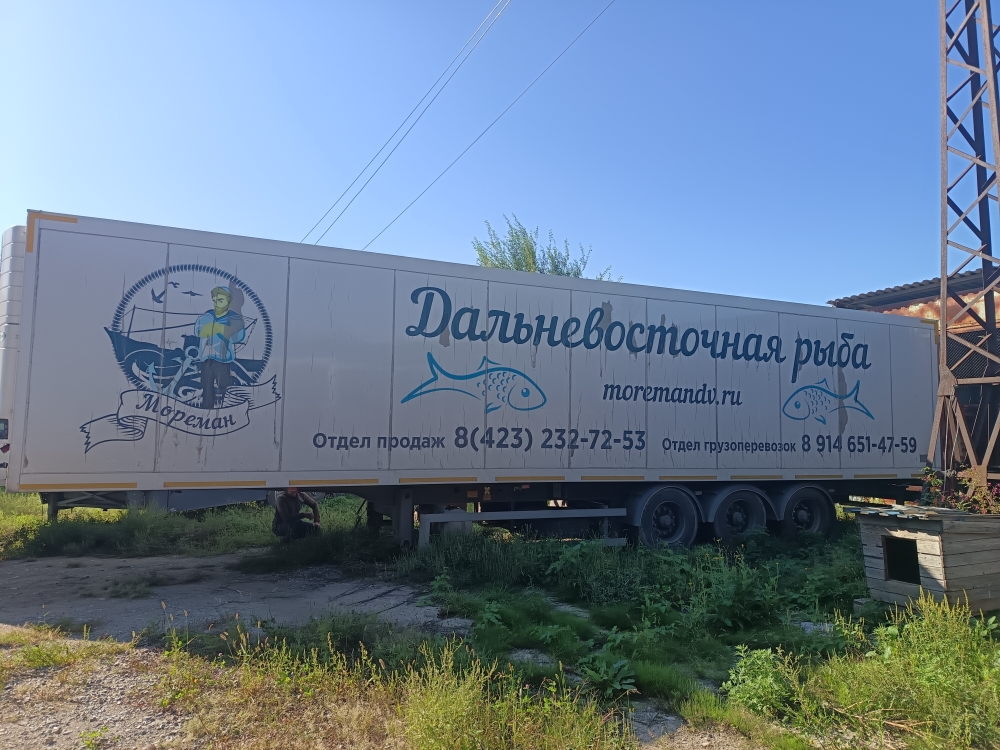 Мореман
Дальневосточная рыба
moremandv.ru
Отдел продаж 8(423) 232-72-53
Отдел грузоперевозок 8 914 651-47-59